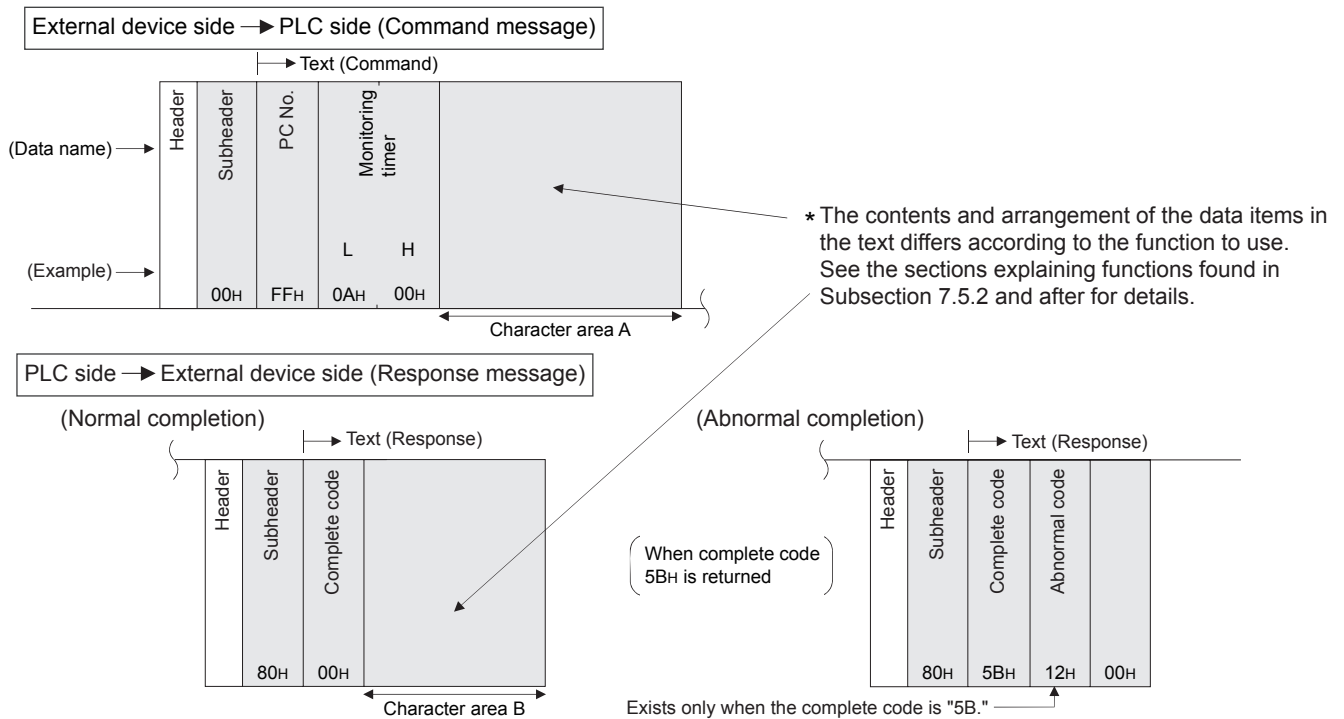 External device side → PLC side (Command message)
Text (Command)
(Data name)
Header
Subheader
PC No.
Monitoring
timer
L H
(Example)
00H FFH 0AH 00H
Character area A
* The contents and arrangement of the data items in
the text differs according to the function to use.
See the sections explaining functions found in
Subsection 7.5.2 and after for details.
PLC side → External device side (Response message)
(Normal completion)
Text (Response)
Header
Subheader
Complete code
80H 00H
Character area B
(Abnormal completion)
Text (Response)
When complete code
5BH is returned
Header
Subheader
Complete code
Abnormal code
80H 5BH 12H 00H
Exists only when the complete code is "5B."